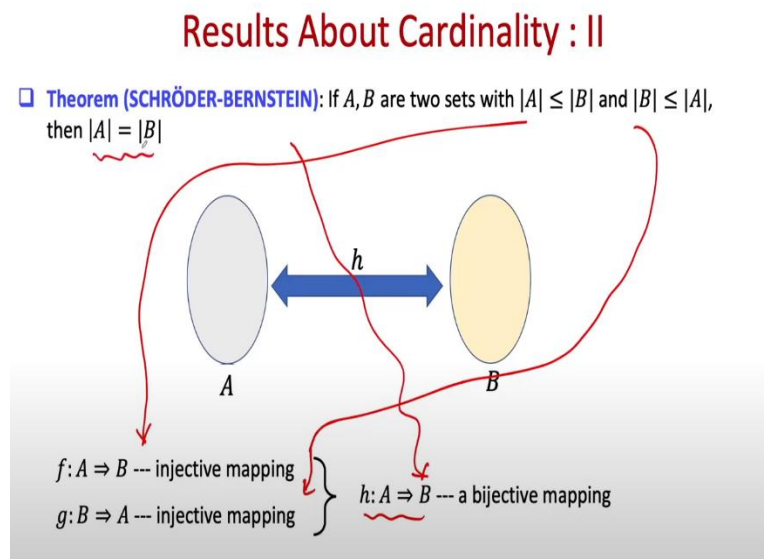 Results About Cardinality : II
❑ Theorem (SCHRÖDER-BERNSTEIN): If A, B are two sets with |A| ≤ |B| and |B| ≤ |A|,
then |A| = |B|
h
A
B
f: A ⇒ B --- injective mapping
g: B ⇒ A --- injective mapping
h: A ⇒ B --- a bijective mapping